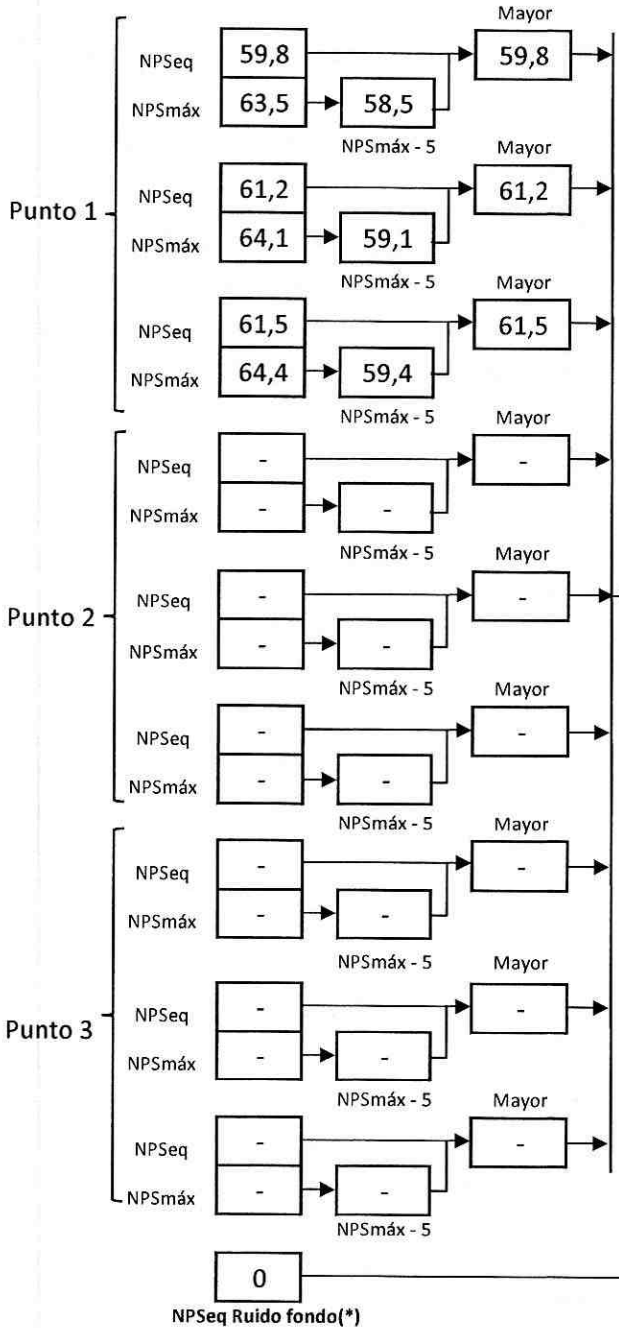 Mayor
NPSeq 59,8 59,8
NPSmáx 63,5 58,5
NPSmáx - 5
Mayor
NPSeq 61,2 61,2
Punto 1
NPSmáx 64,1 59,1
NPSmáx - 5
Mayor
NPSeq 61,5 61,5
NPSmáx 64,4 59,4
NPSmáx - 5
Mayor
NPSeq - -
NPSmáx - -
NPSmáx - 5
Mayor
NPSeq - -
Punto 2
NPSmáx - -
NPSmáx - 5
Mayor
NPSeq - -
NPSmáx - -
NPSmáx - 5
Mayor
NPSeq - -
NPSmáx - -
NPSmáx - 5
Mayor
NPSeq - -
Punto 3
NPSmáx - -
NPSmáx - 5
Mayor
NPSeq - -
NPSmáx - -
NPSmáx - 5
0
NPSeq Ruido fondo(*)